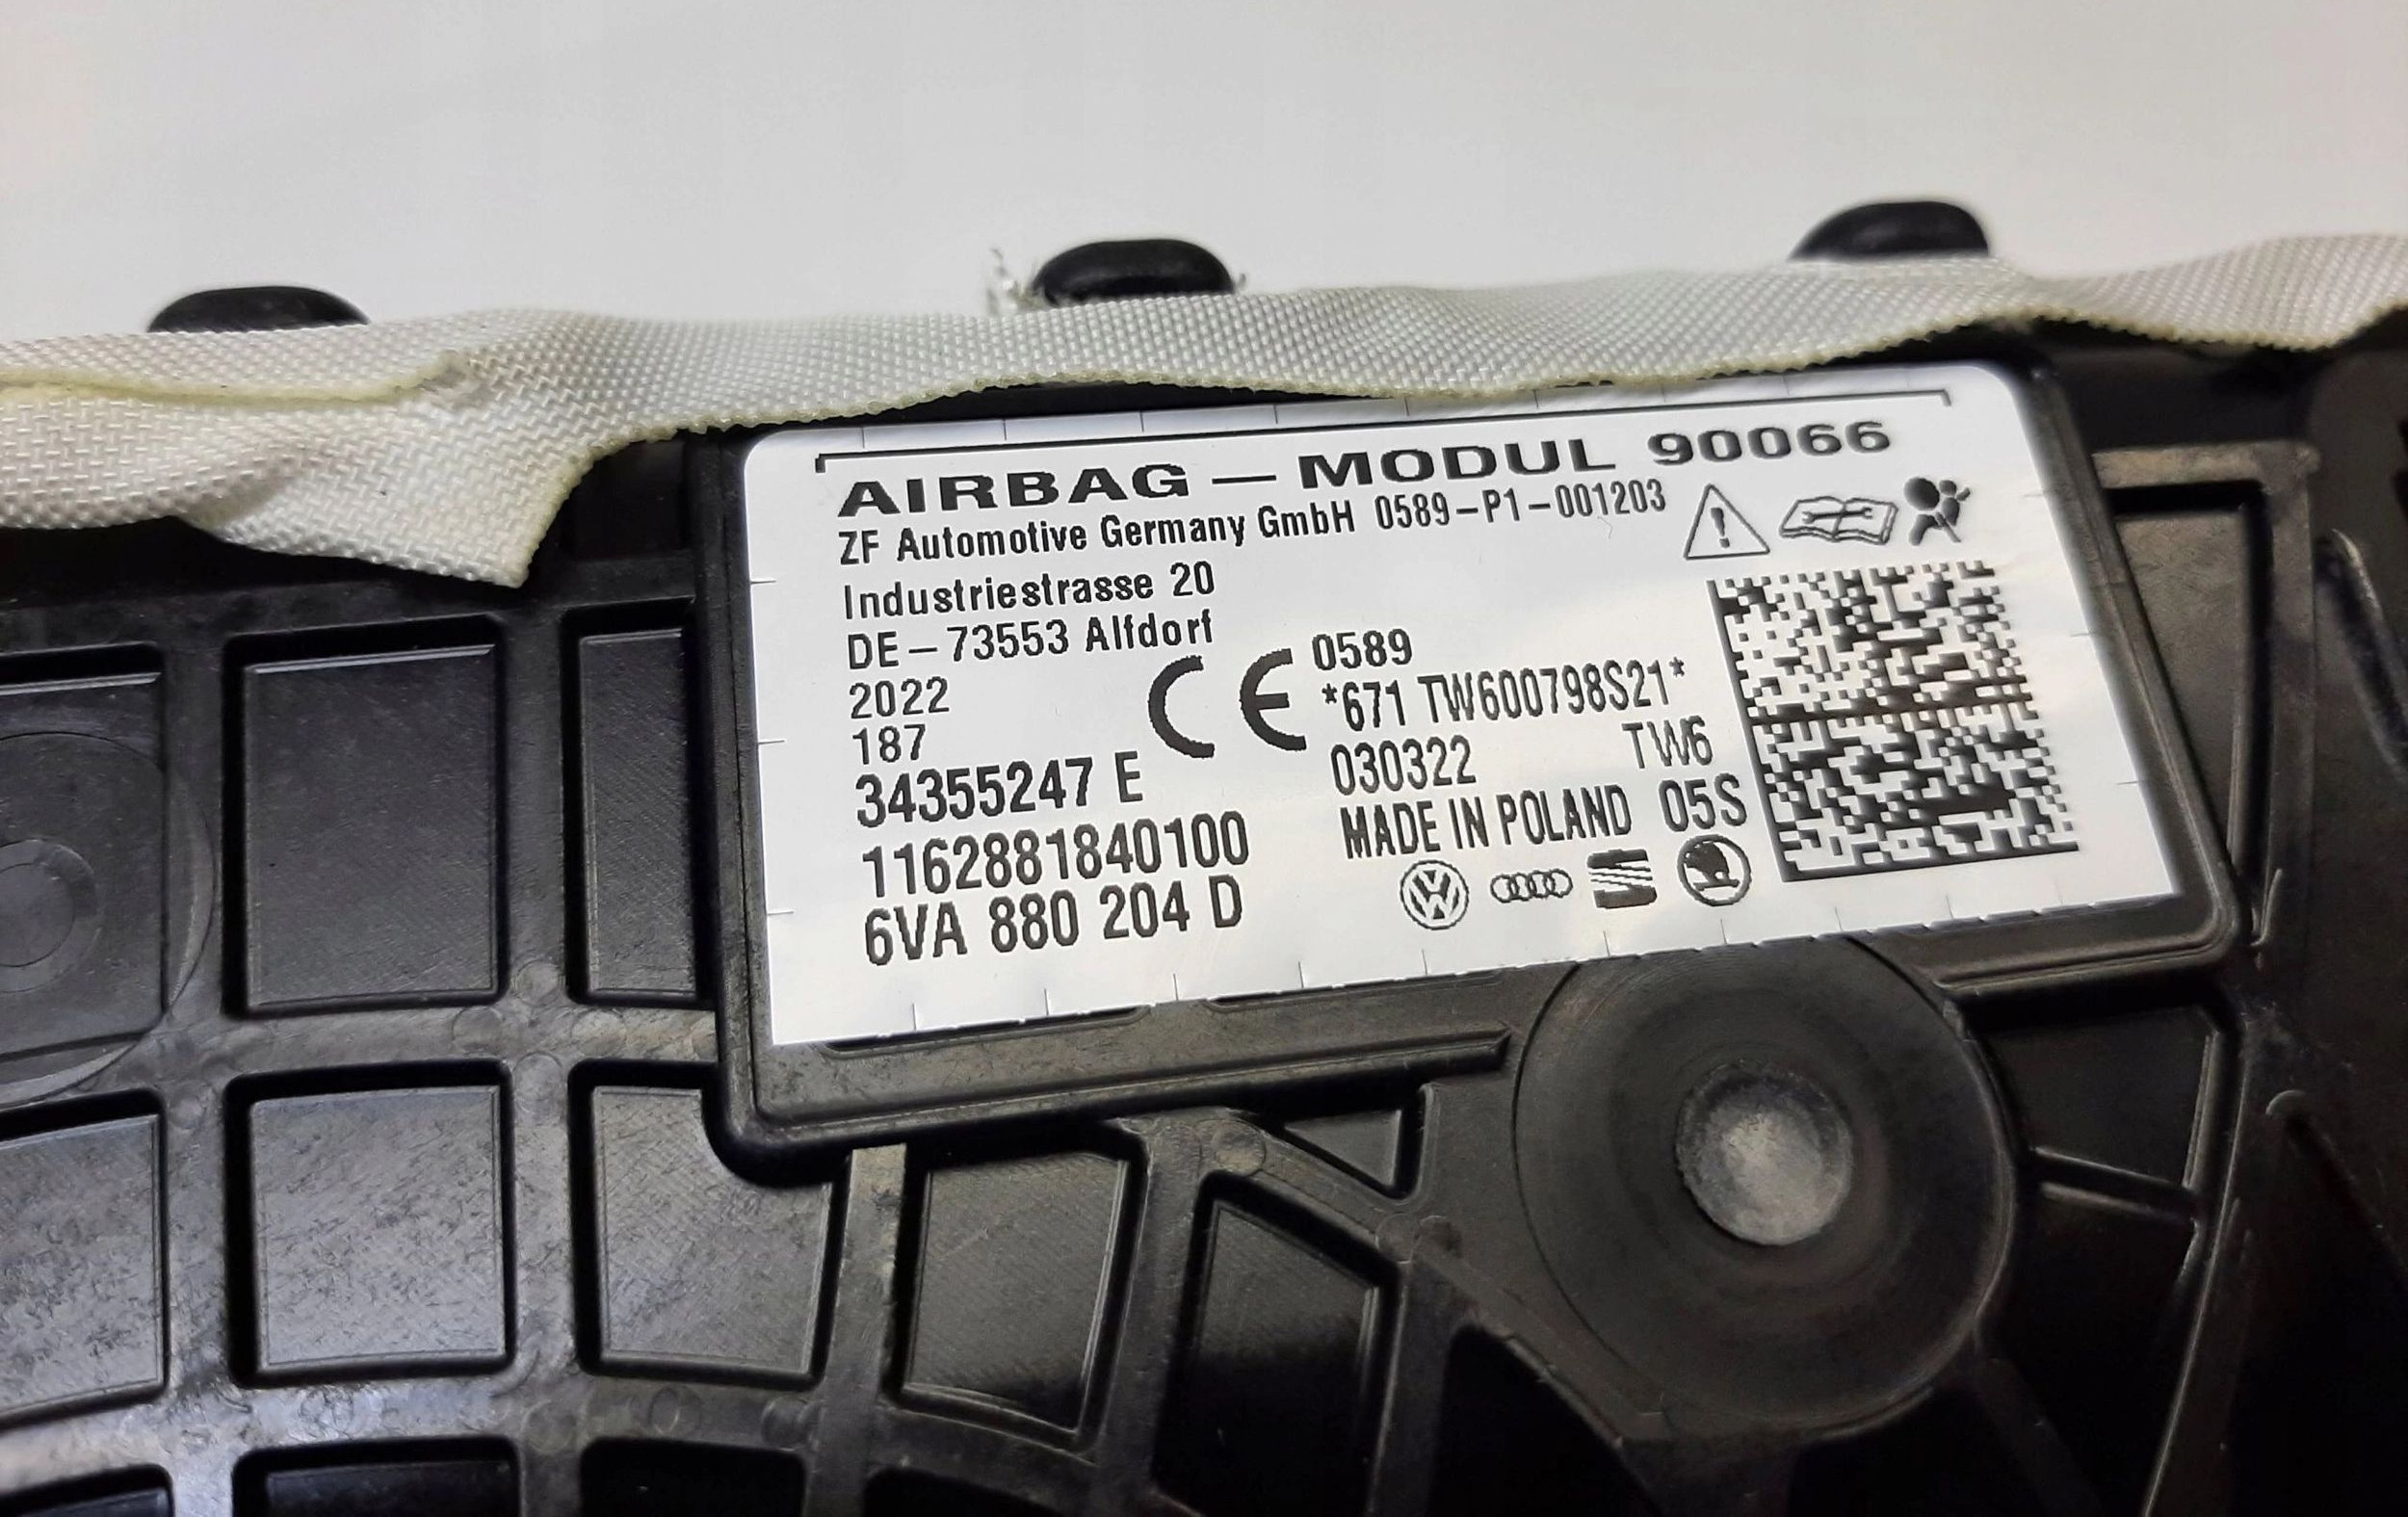 AIRBAG – MODUL 90066
ZF Automotive Germany GmbH 0589–P1–001203
Industriestrasse 20
DE – 73553 Alfdorf
2022
187
34355247 E
1162881840100
6VA 880 204 D
CE 0589
*671 TW600798S21*
030322 TW6
MADE IN POLAND 05S